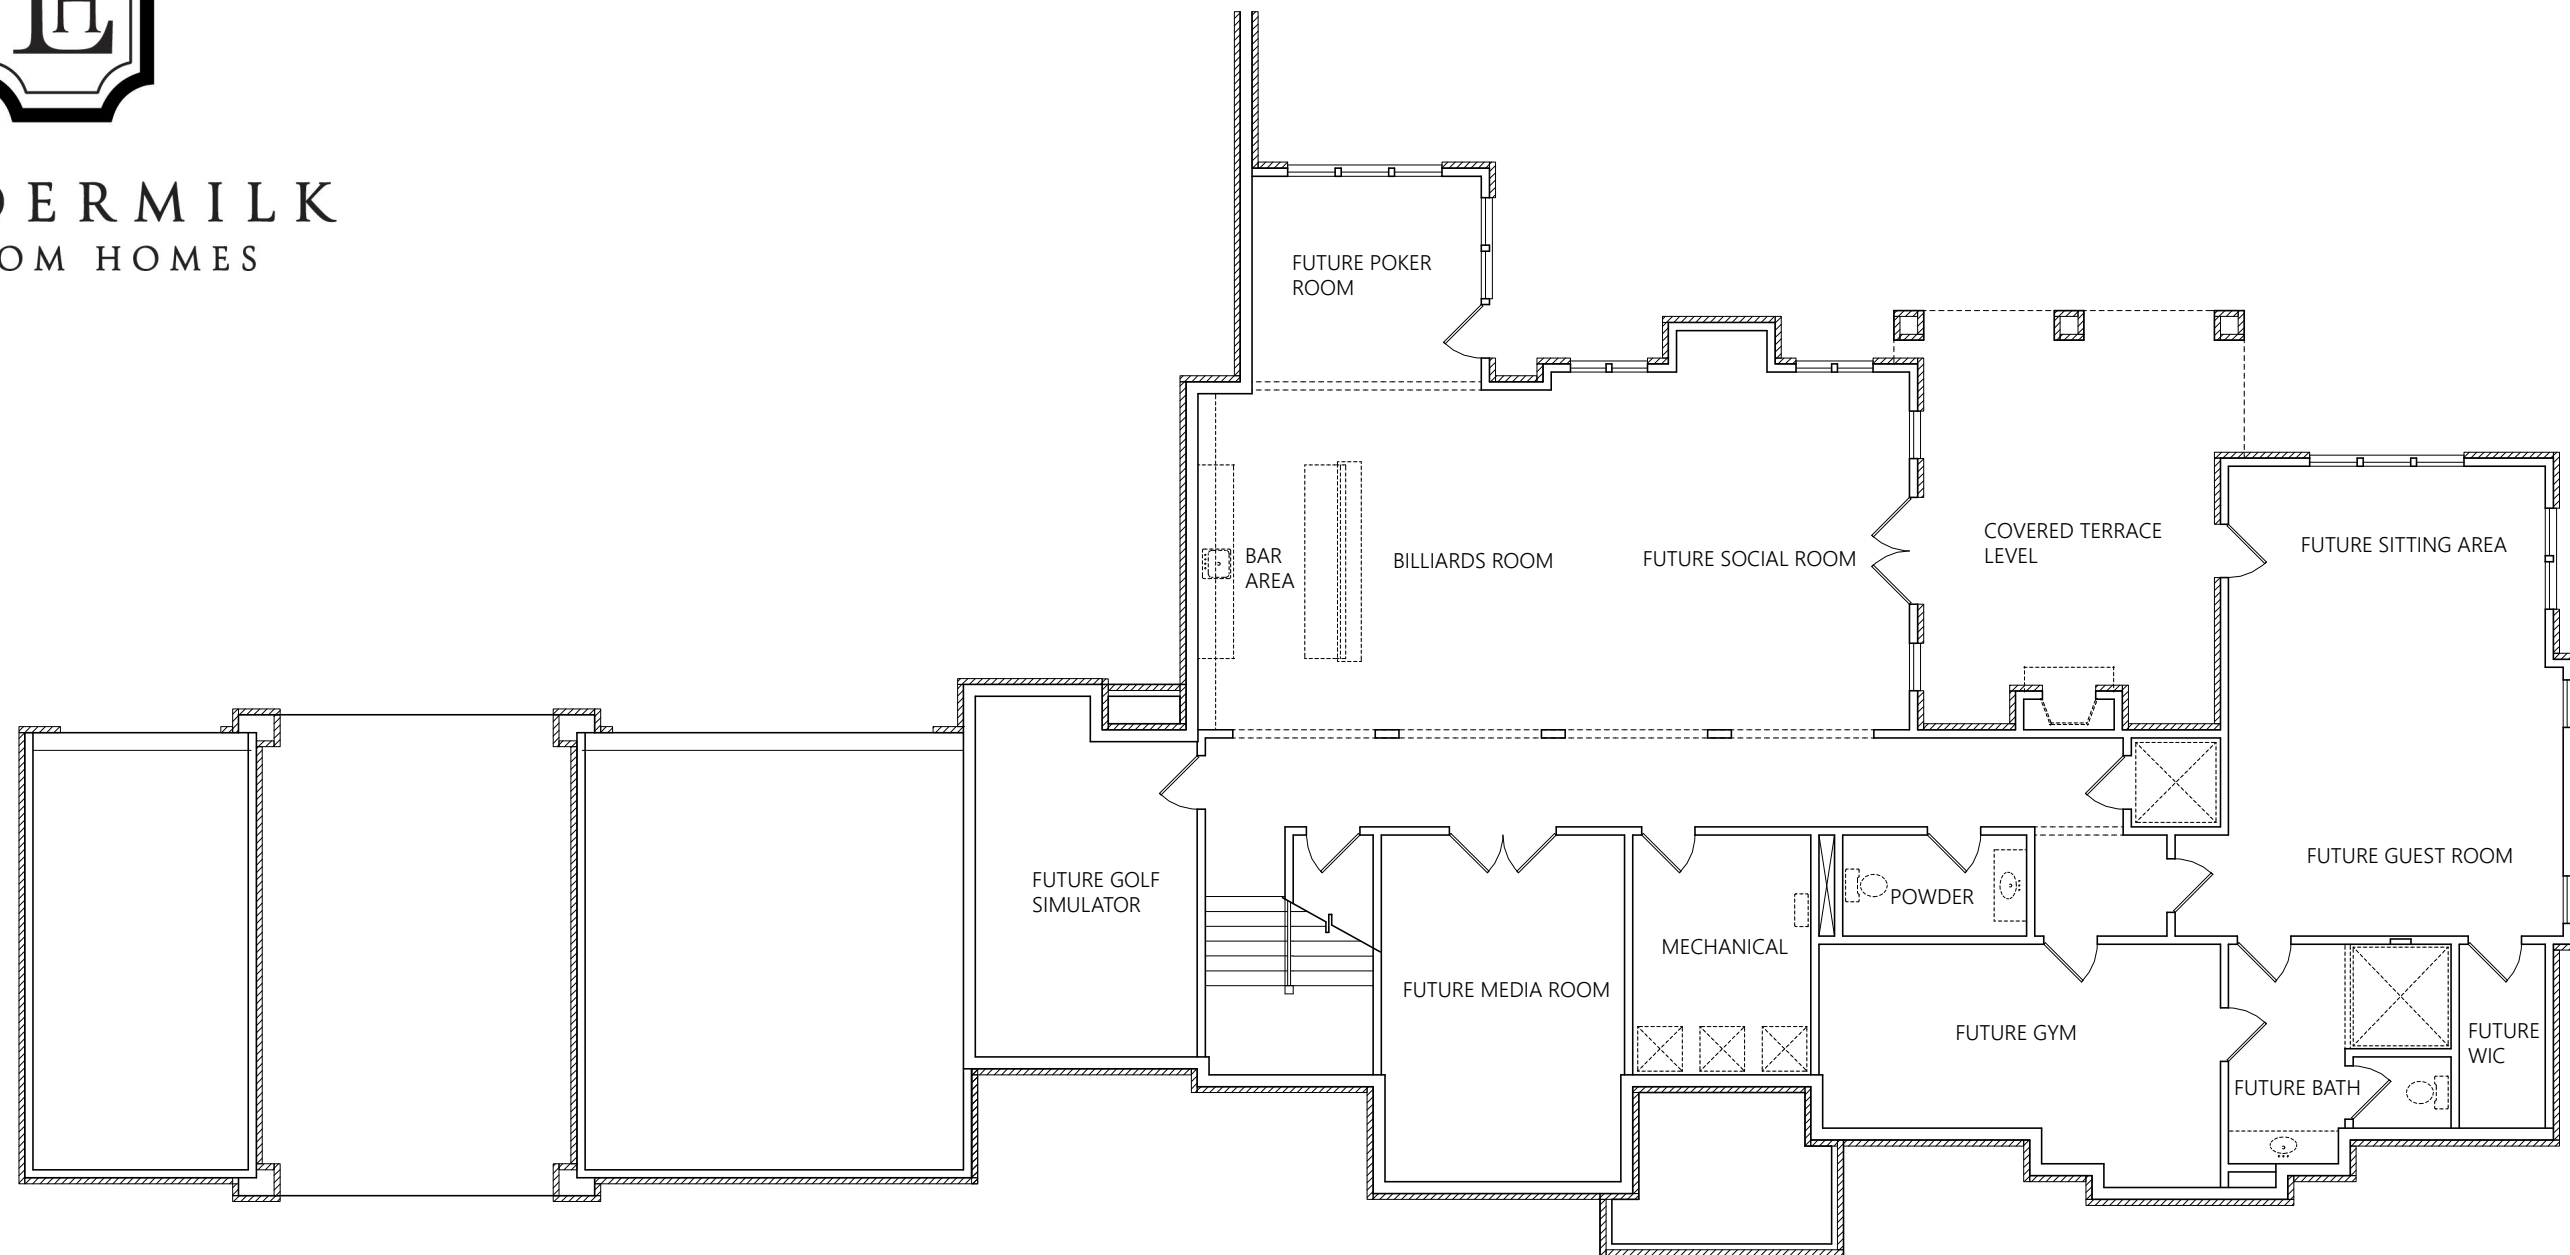 LH
DERMILK
OM HOMES
FUTURE POKER
ROOM
BAR
AREA
BILLIARDS ROOM
FUTURE SOCIAL ROOM
COVERED TERRACE
LEVEL
FUTURE SITTING AREA
FUTURE GOLF
SIMULATOR
FUTURE MEDIA ROOM
MECHANICAL
POWDER
FUTURE GUEST ROOM
FUTURE GYM
FUTURE BATH
FUTURE
WIC